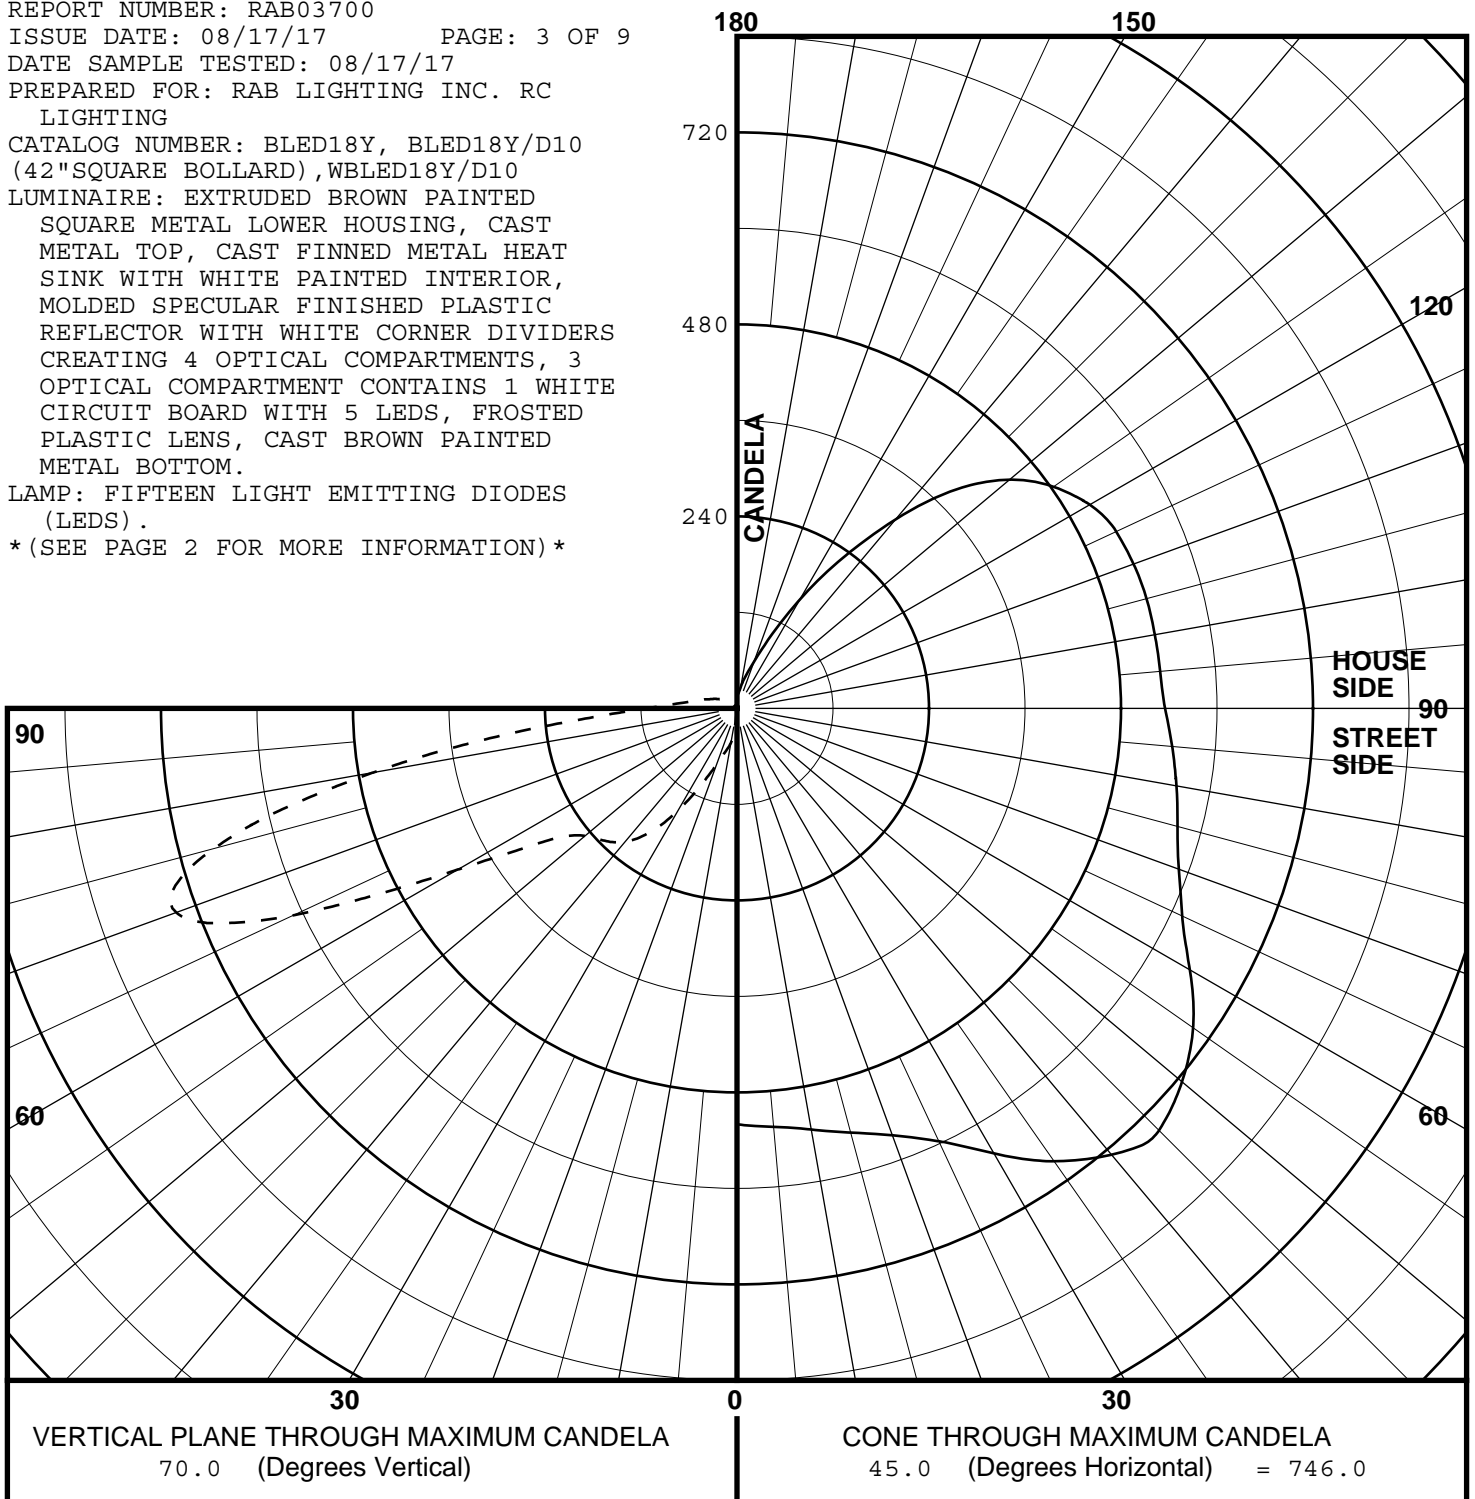 REPORT NUMBER: RAB03700
ISSUE DATE: 08/17/17 PAGE: 3 OF 9
DATE SAMPLE TESTED: 08/17/17
PREPARED FOR: RAB LIGHTING INC. RC
LIGHTING
CATALOG NUMBER: BLED18Y, BLED18Y/D10
(42"SQUARE BOLLARD),WBLED18Y/D10
LUMINAIRE: EXTRUDED BROWN PAINTED
SQUARE METAL LOWER HOUSING, CAST
METAL TOP, CAST FINNED METAL HEAT
SINK WITH WHITE PAINTED INTERIOR,
MOLDED SPECULAR FINISHED PLASTIC
REFLECTOR WITH WHITE CORNER DIVIDERS
CREATING 4 OPTICAL COMPARTMENTS, 3
OPTICAL COMPARTMENT CONTAINS 1 WHITE
CIRCUIT BOARD WITH 5 LEDS, FROSTED
PLASTIC LENS, CAST BROWN PAINTED
METAL BOTTOM.
LAMP: FIFTEEN LIGHT EMITTING DIODES
(LEDS).
*(SEE PAGE 2 FOR MORE INFORMATION)*
180
150
720
480
240
CANDELA
120
HOUSE
SIDE
90
STREET
SIDE
90
60
60
30
0
30
VERTICAL PLANE THROUGH MAXIMUM CANDELA
70.0 (Degrees Vertical)
CONE THROUGH MAXIMUM CANDELA
45.0 (Degrees Horizontal) = 746.0